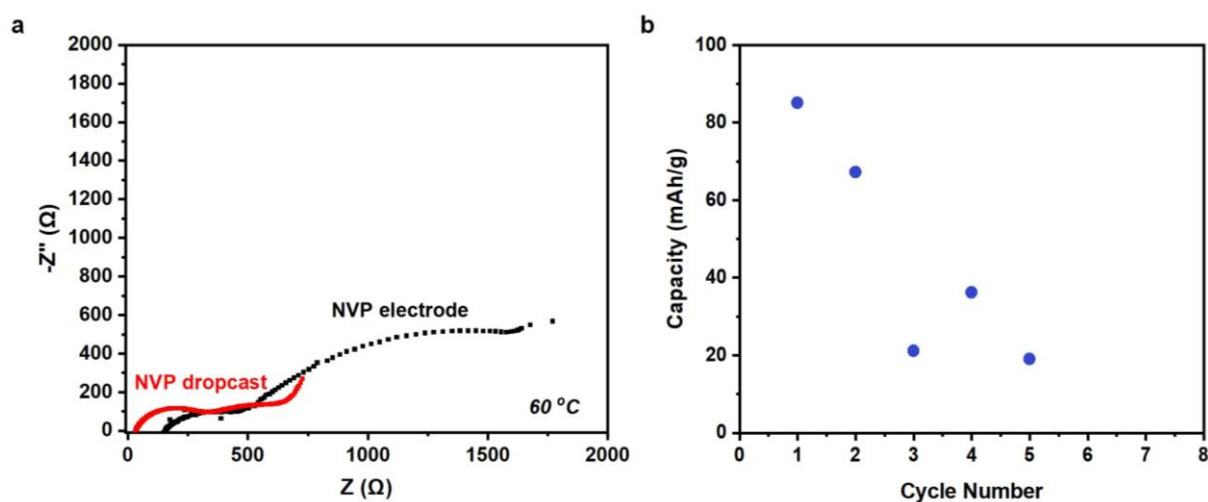 a
2000
1800
1600
1400
1200
1000
800
600
400
200
0
-Z'' (Ω)
NVP electrode
NVP dropcast
60 °C
0 500 1000 1500 2000
Z (Ω)
b
100
80
60
40
20
0
Capacity (mAh/g)
0 1 2 3 4 5 6 7 8
Cycle Number